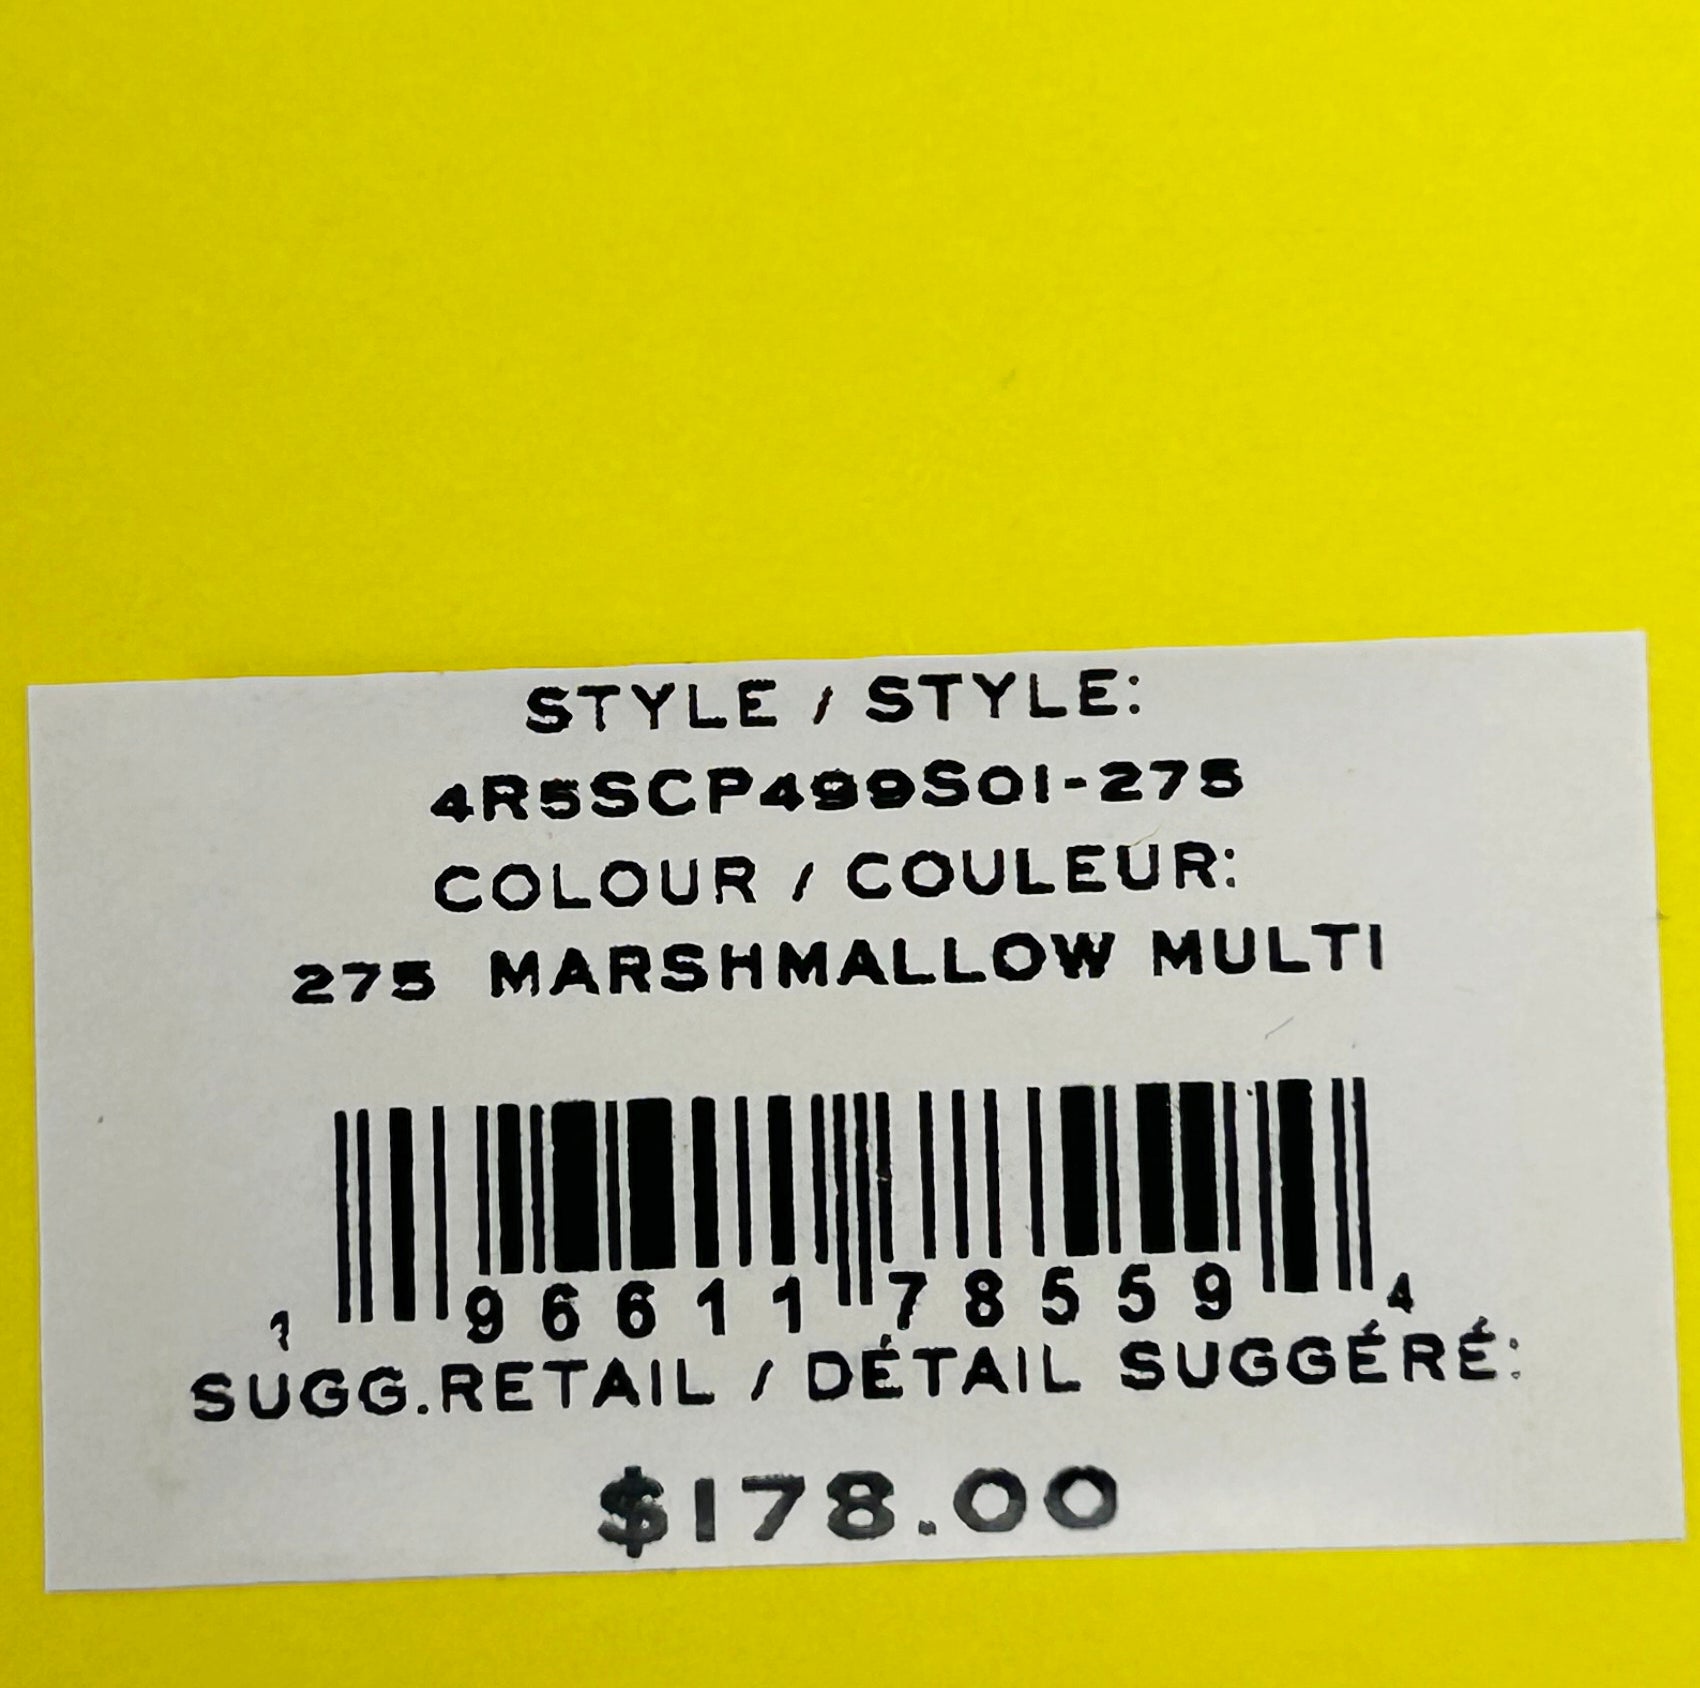 STYLE / STYLE:
4R5SCP499S01-275
COLOUR / COULEUR:
275 MARSHMALLOW MULTI
1 96611 78559 4
SUGG.RETAIL / DÉTAIL SUGGÉRÉ:
$178.00